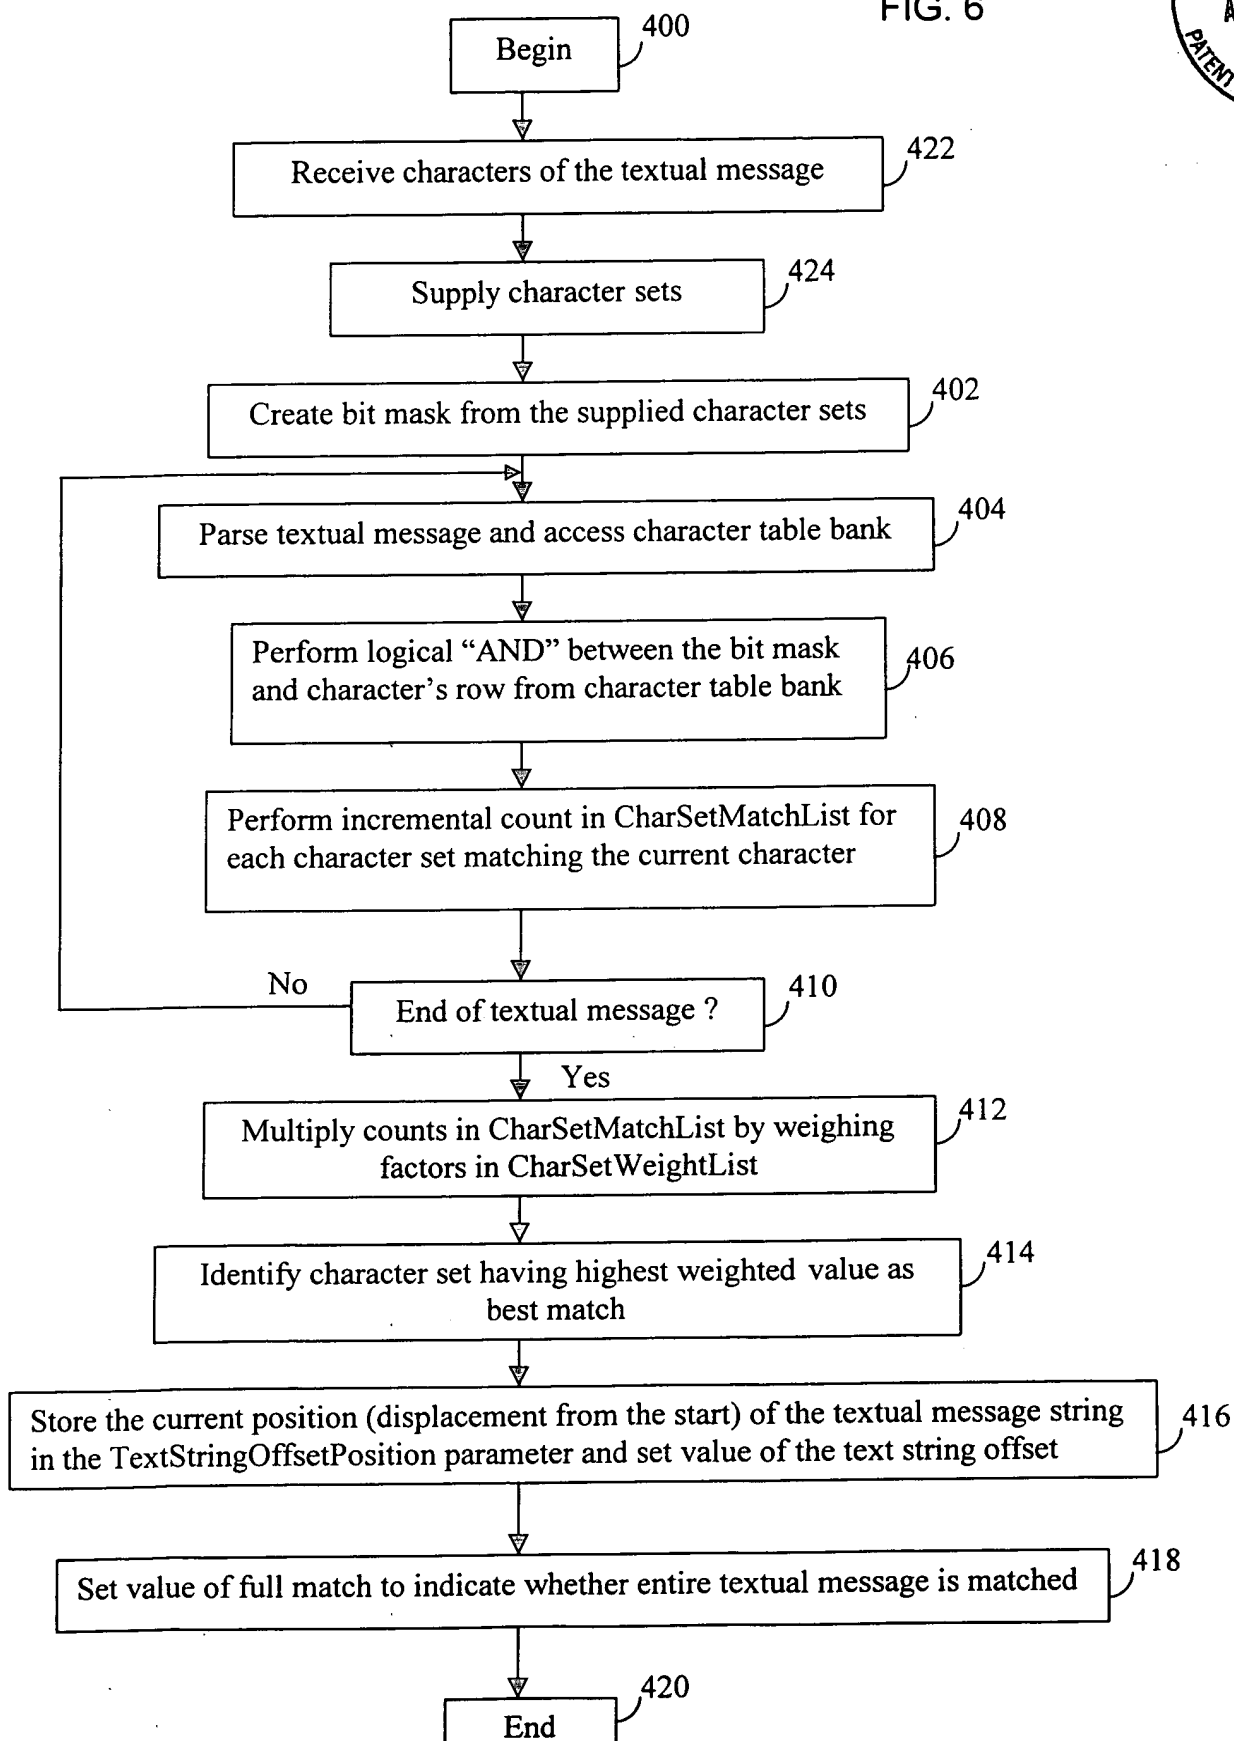 FIG. 6
PATENT
Begin
400
Receive characters of the textual message
422
Supply character sets
424
Create bit mask from the supplied character sets
402
Parse textual message and access character table bank
404
Perform logical “AND” between the bit mask
and character’s row from character table bank
406
Perform incremental count in CharSetMatchList for
each character set matching the current character
408
No
End of textual message ?
410
Yes
Multiply counts in CharSetMatchList by weighing
factors in CharSetWeightList
412
Identify character set having highest weighted value as
best match
414
Store the current position (displacement from the start) of the textual message string
in the TextStringOffsetPosition parameter and set value of the text string offset
416
Set value of full match to indicate whether entire textual message is matched
418
End
420